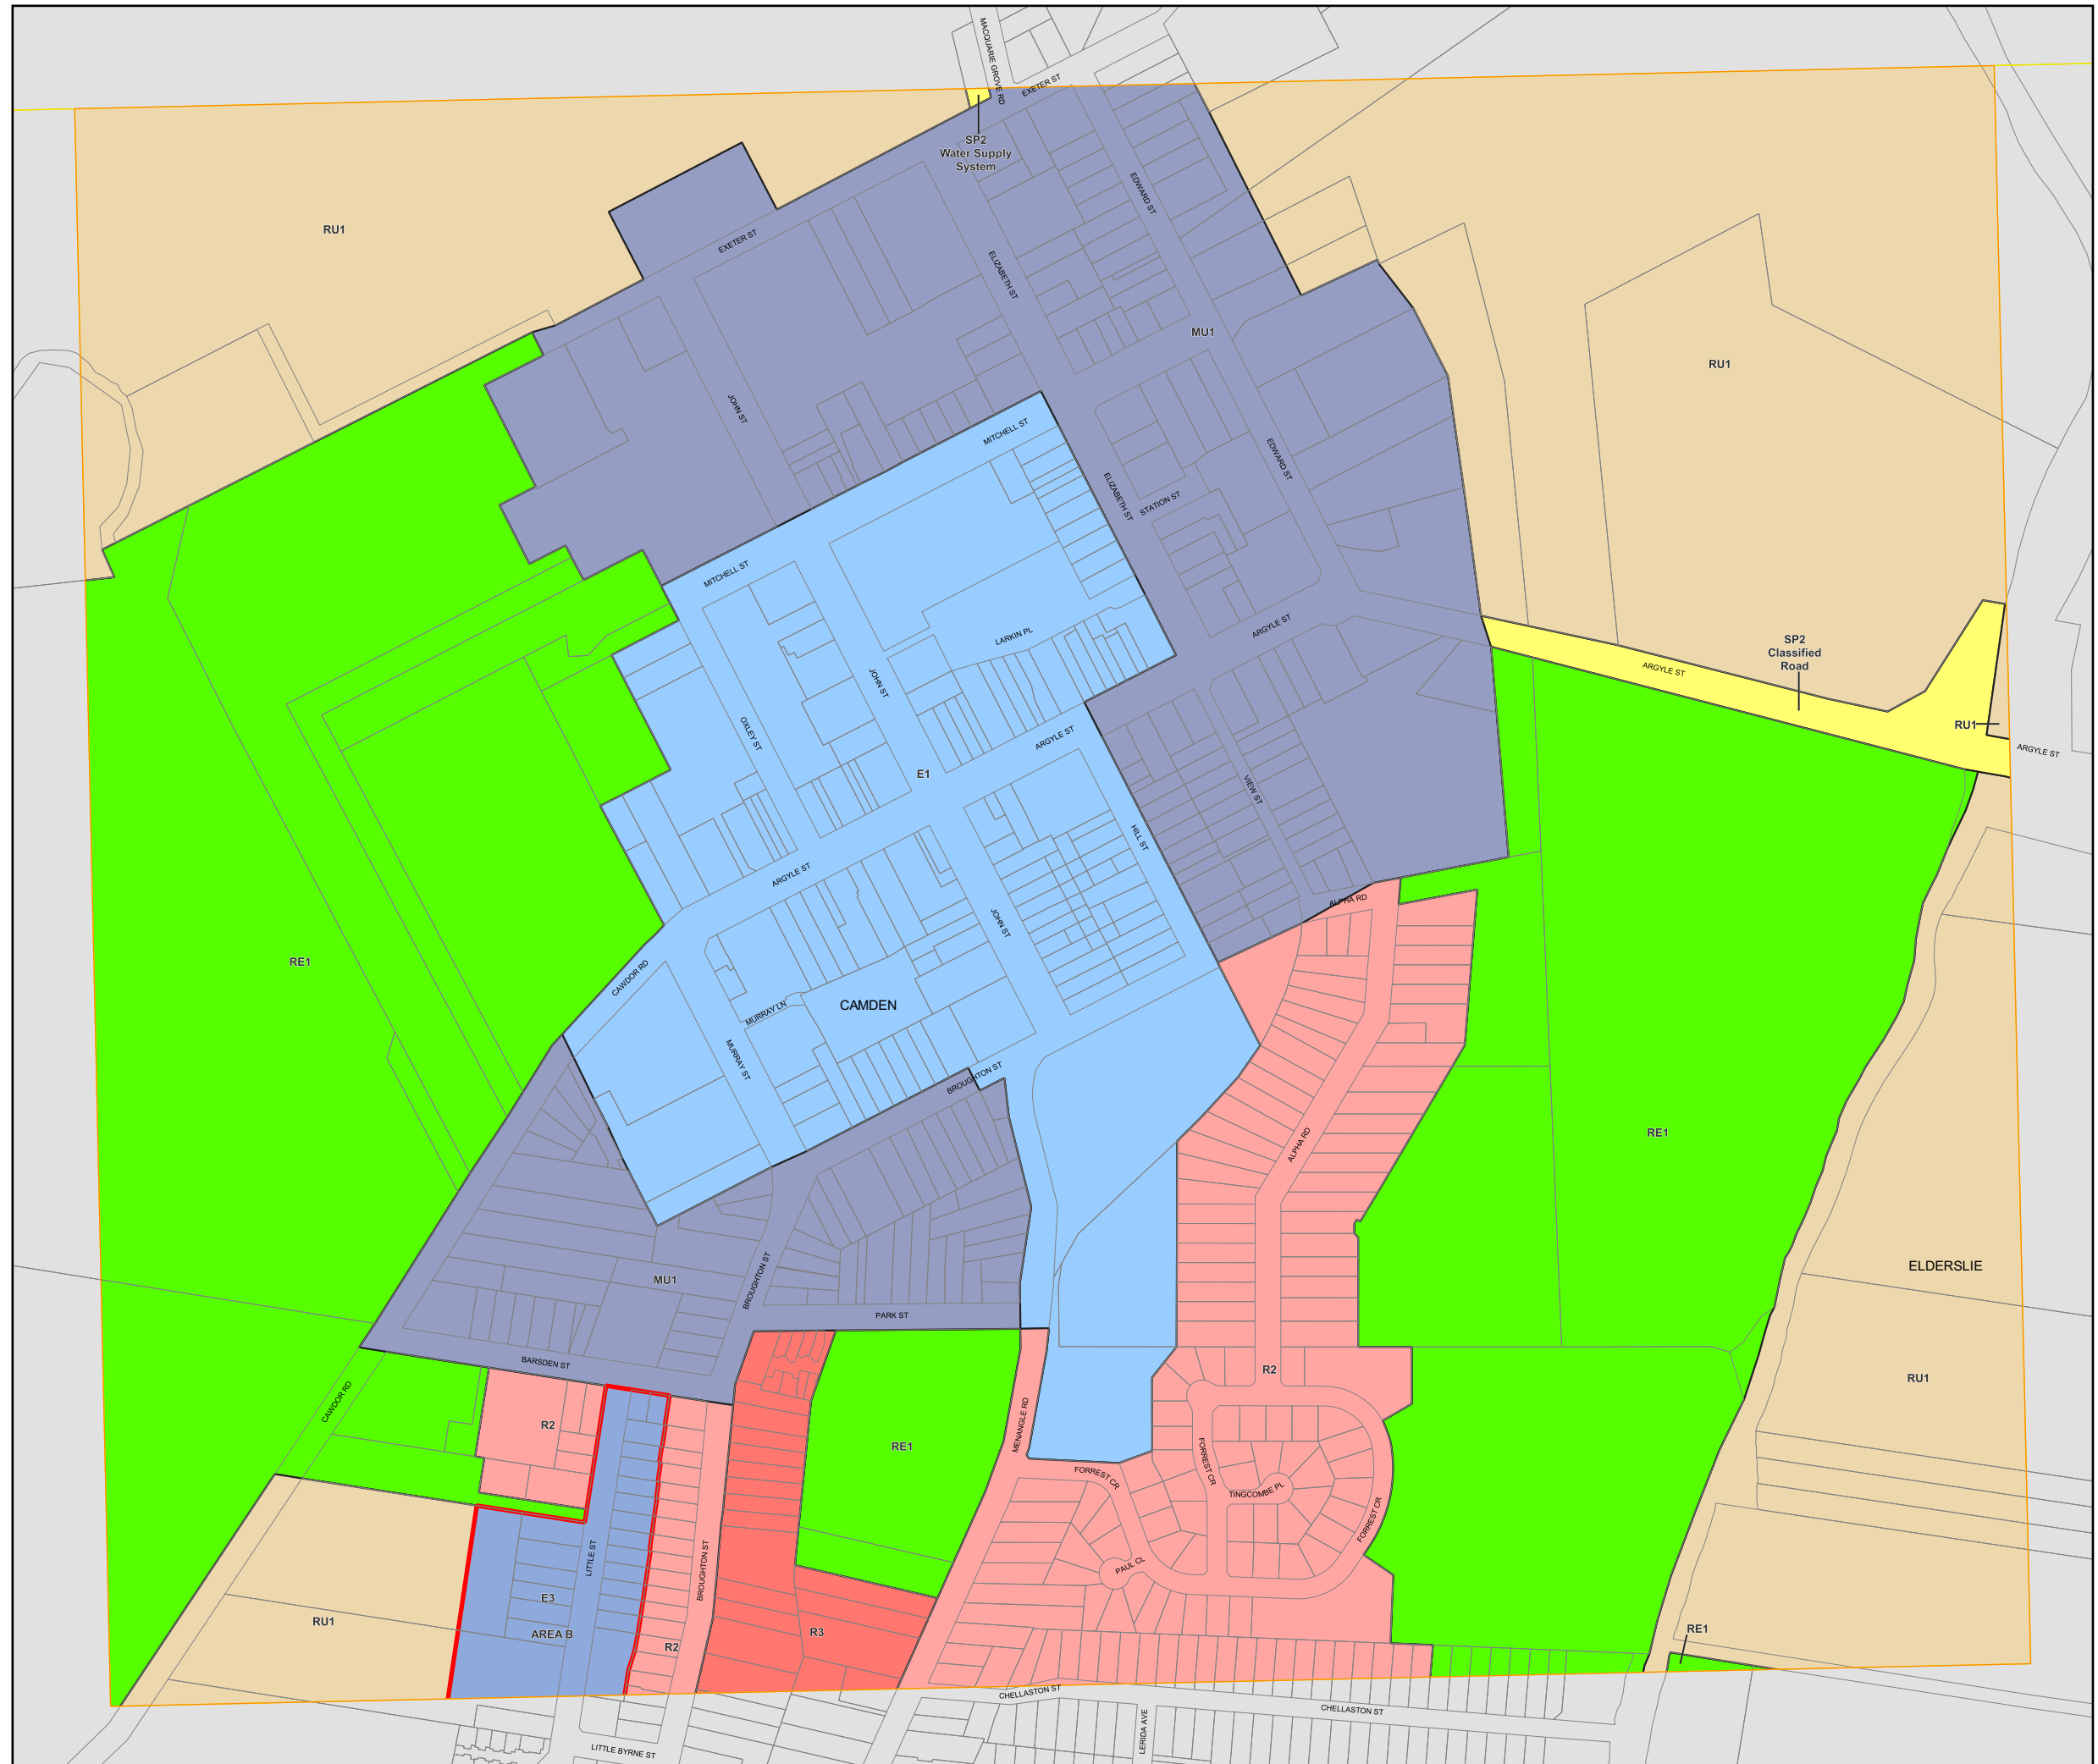 MACQUARIE GROVE RD
EXETER ST
SP2
Water Supply
System
EDWARD ST
RU1
EXETER ST
ELIZABETH ST
MU1
RU1
JOHN ST
MITCHELL ST
EDWARD ST
ELIZABETH ST
STATION ST
MITCHELL ST
ARGYLE ST
LARKIN PL
SP2
Classified
Road
ARGYLE ST
JOHN ST
RU1
OXLEY ST
ARGYLE ST
ARGYLE ST
E1
VIEW ST
HILL ST
ARGYLE ST
ALPHA RD
JOHN ST
RE1
CAWDOR RD
CAMDEN
MURRAY LN
MURRAY ST
BROUGHTON ST
RE1
ALPHA RD
ELDERSLIE
MU1
BROUGHTON ST
PARK ST
BARSDEN ST
R2
RU1
CAWDOR RD
R2
MENANGLE RD
RE1
FORREST CR
FORREST CR
TINGCOMBE PL
FORREST CR
LITTLE ST
BROUGHTON ST
PAUL CL
E3
RU1
AREA B
R3
R2
RE1
CHELLASTON ST
CHELLASTON ST
LERIDA AVE
LITTLE BYRNE ST